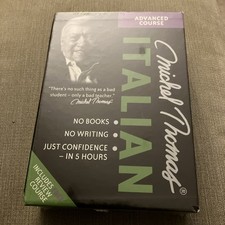 ADVANCED
COURSE
Michel Thomas®
ITALIAN
"There's no such thing as a bad
student – only a bad teacher."
Michel Thomas
NO BOOKS
NO WRITING
JUST CONFIDENCE
– IN 5 HOURS
INCLUDES
REVIEW
COURSE